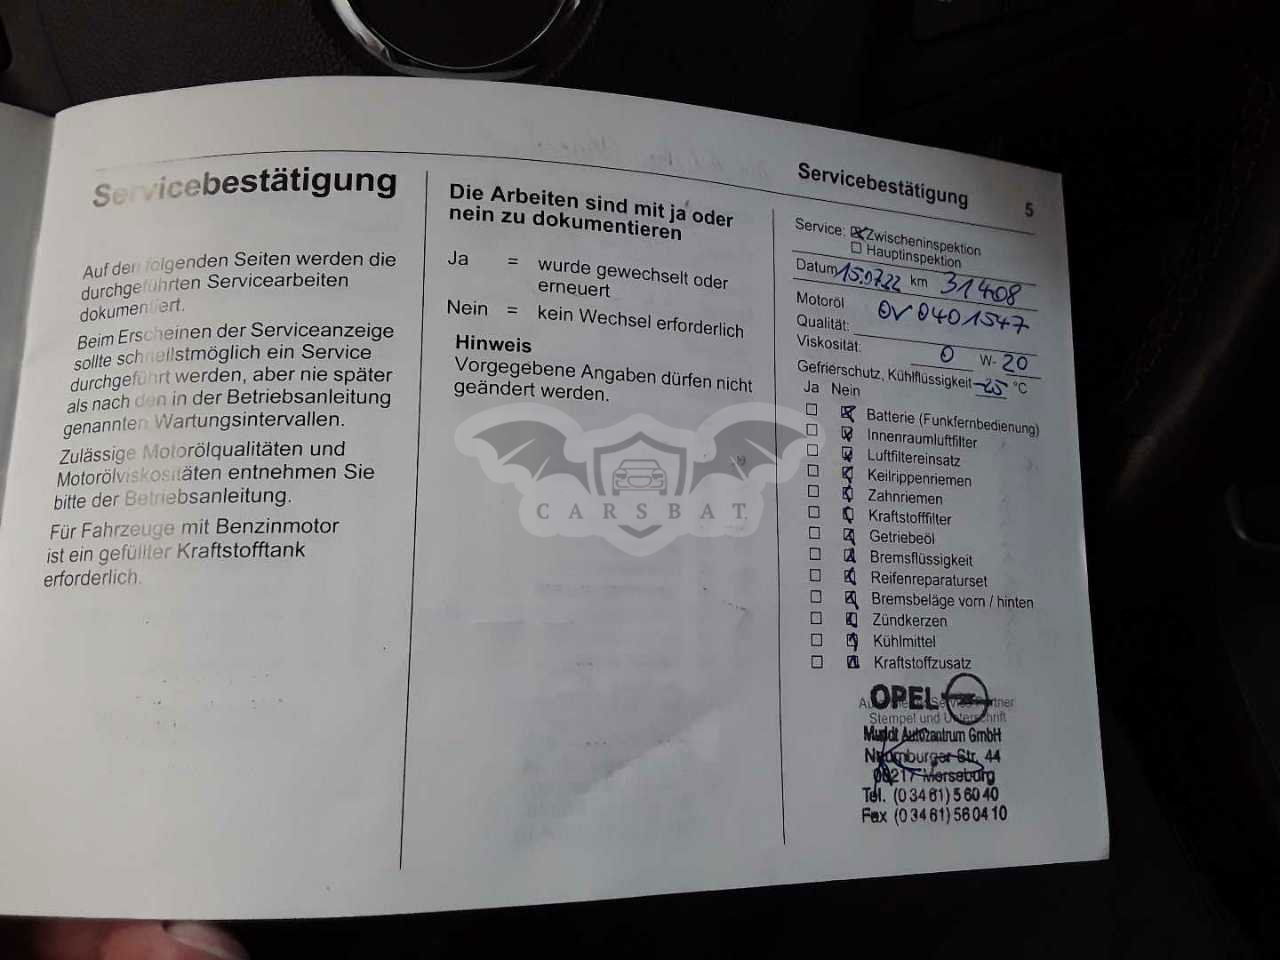 Servicebestätigung
Auf den folgenden Seiten werden die
durchgeführten Servicearbeiten
dokumentiert.
Beim Erscheinen der Serviceanzeige
sollte schnellstmöglich ein Service
durchgeführt werden, aber nie später
als nach den in der Betriebsanleitung
genannten Wartungsintervallen.
Zulässige Motorölqualitäten und
Motorölviskositäten entnehmen Sie
bitte der Betriebsanleitung.
Für Fahrzeuge mit Benzinmotor
ist ein gefüllter Kraftstofftank
erforderlich.
Die Arbeiten sind mit ja oder
nein zu dokumentieren
Ja = wurde gewechselt oder
erneuert
Nein = kein Wechsel erforderlich
Hinweis
Vorgegebene Angaben dürfen nicht
geändert werden.
CARSBAT
Servicebestätigung 5
Service: Zwischeninspektion
Hauptinspektion
Datum 15.07.22 km 31408
Motoröl
Qualität: OV0401547
Viskosität: 0 W- 20
Gefrierschutz, Kühlflüssigkeit -25 °C
Ja Nein
Batterie (Funkfernbedienung)
Innenraumluftfilter
Luftfiltereinsatz
Keilrippenriemen
Zahnriemen
Kraftstofffilter
Getriebeöl
Bremsflüssigkeit
Reifenreparaturset
Bremsbeläge vorn / hinten
Zündkerzen
Kühlmittel
Kraftstoffzusatz
OPEL
Stempel und Unterschrift
Autozentrum GmbH
Naumburger Str. 44
Merseburg
Tel. (0 34 61) 5 60 40
Fax (0 34 61) 56 04 10